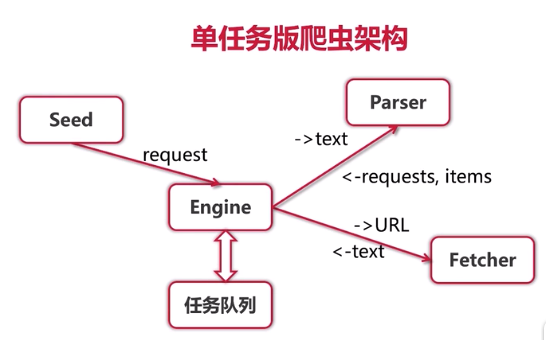 单任务版爬虫架构
Seed
Parser
request
->text
<-requests, items
Engine
->URL
<-text
Fetcher
任务队列